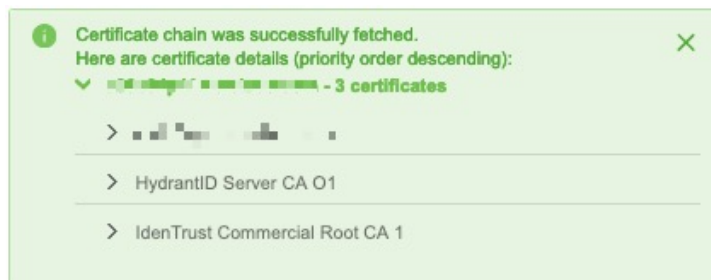 Certificate chain was successfully fetched.
Here are certificate details (priority order descending):
- 3 certificates
HydrantID Server CA O1
IdenTrust Commercial Root CA 1